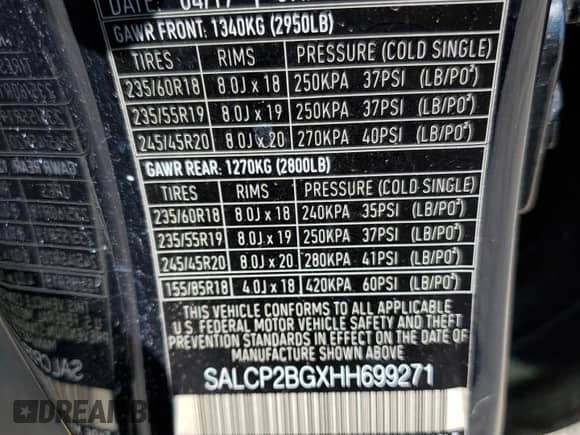 DATE: 04/17
GAWR FRONT: 1340KG (2950LB)
TIRES RIMS PRESSURE (COLD SINGLE)
235/60R18 8.0J x 18 250KPA 37PSI (LB/PO²)
235/55R19 8.0J x 19 250KPA 37PSI (LB/PO²)
245/45R20 8.0J x 20 270KPA 40PSI (LB/PO²)
GAWR REAR: 1270KG (2800LB)
TIRES RIMS PRESSURE (COLD SINGLE)
235/60R18 8.0J x 18 240KPA 35PSI (LB/PO²)
235/55R19 8.0J x 19 250KPA 37PSI (LB/PO²)
245/45R20 8.0J x 20 280KPA 41PSI (LB/PO²)
155/85R18 4.0J x 18 420KPA 60PSI (LB/PO²)
THIS VEHICLE CONFORMS TO ALL APPLICABLE
U.S. FEDERAL MOTOR VEHICLE SAFETY AND THEFT
PREVENTION STANDARDS IN EFFECT ON THE DATE OF
MANUFACTURE SHOWN ABOVE.
SALCP2BGXHH699271
DIRECT CARS